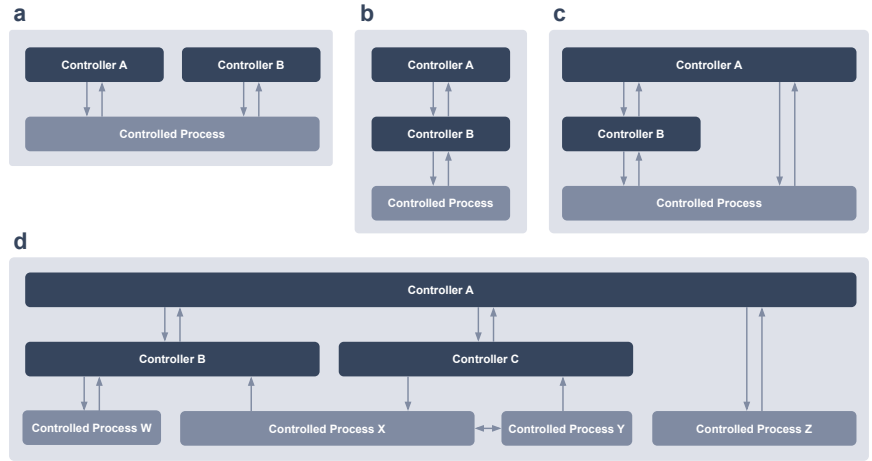 a
Controller A
Controller B
Controlled Process
b
Controller A
Controller B
Controlled Process
c
Controller A
Controller B
Controlled Process
d
Controller A
Controller B
Controller C
Controlled Process W
Controlled Process X
Controlled Process Y
Controlled Process Z